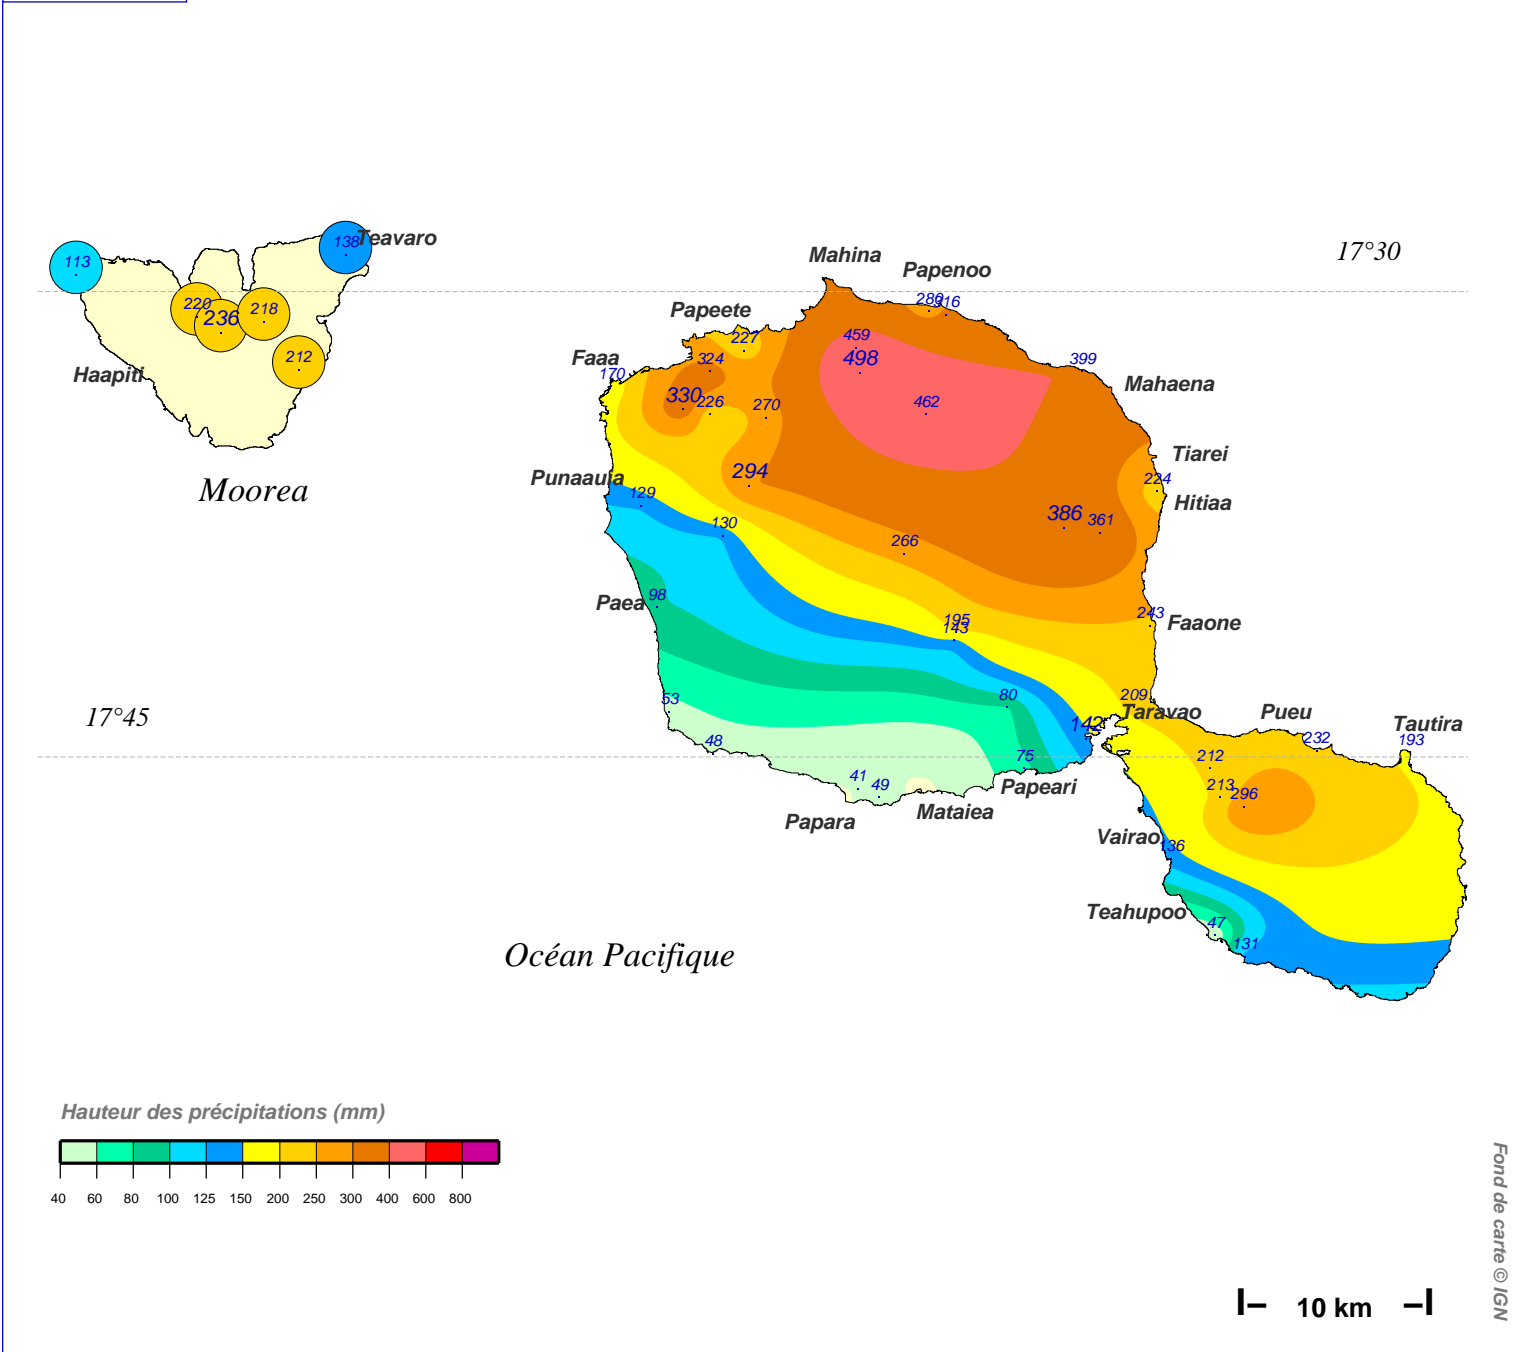 17°30
Teavaro
138
113
220
236
218
212
Haapiti
Moorea
Mahina
Papenoo
280
316
Papeete
227
459
498
399
Faaa
170
324
330
226
270
462
Mahaena
Tiarei
224
Hitiaa
Punaauia
129
294
130
386
361
266
Paea
98
195
143
243
Faaone
17°45
53
48
80
209
142
Taravao
Pueu
232
Tautira
193
75
Papeari
212
213
296
41
49
Papara
Mataiea
Vairao
136
Teahupoo
47
131
Océan Pacifique
Hauteur des précipitations (mm)
40 60 80 100 125 150 200 250 300 400 600 800
10 km
Fond de carte © IGN